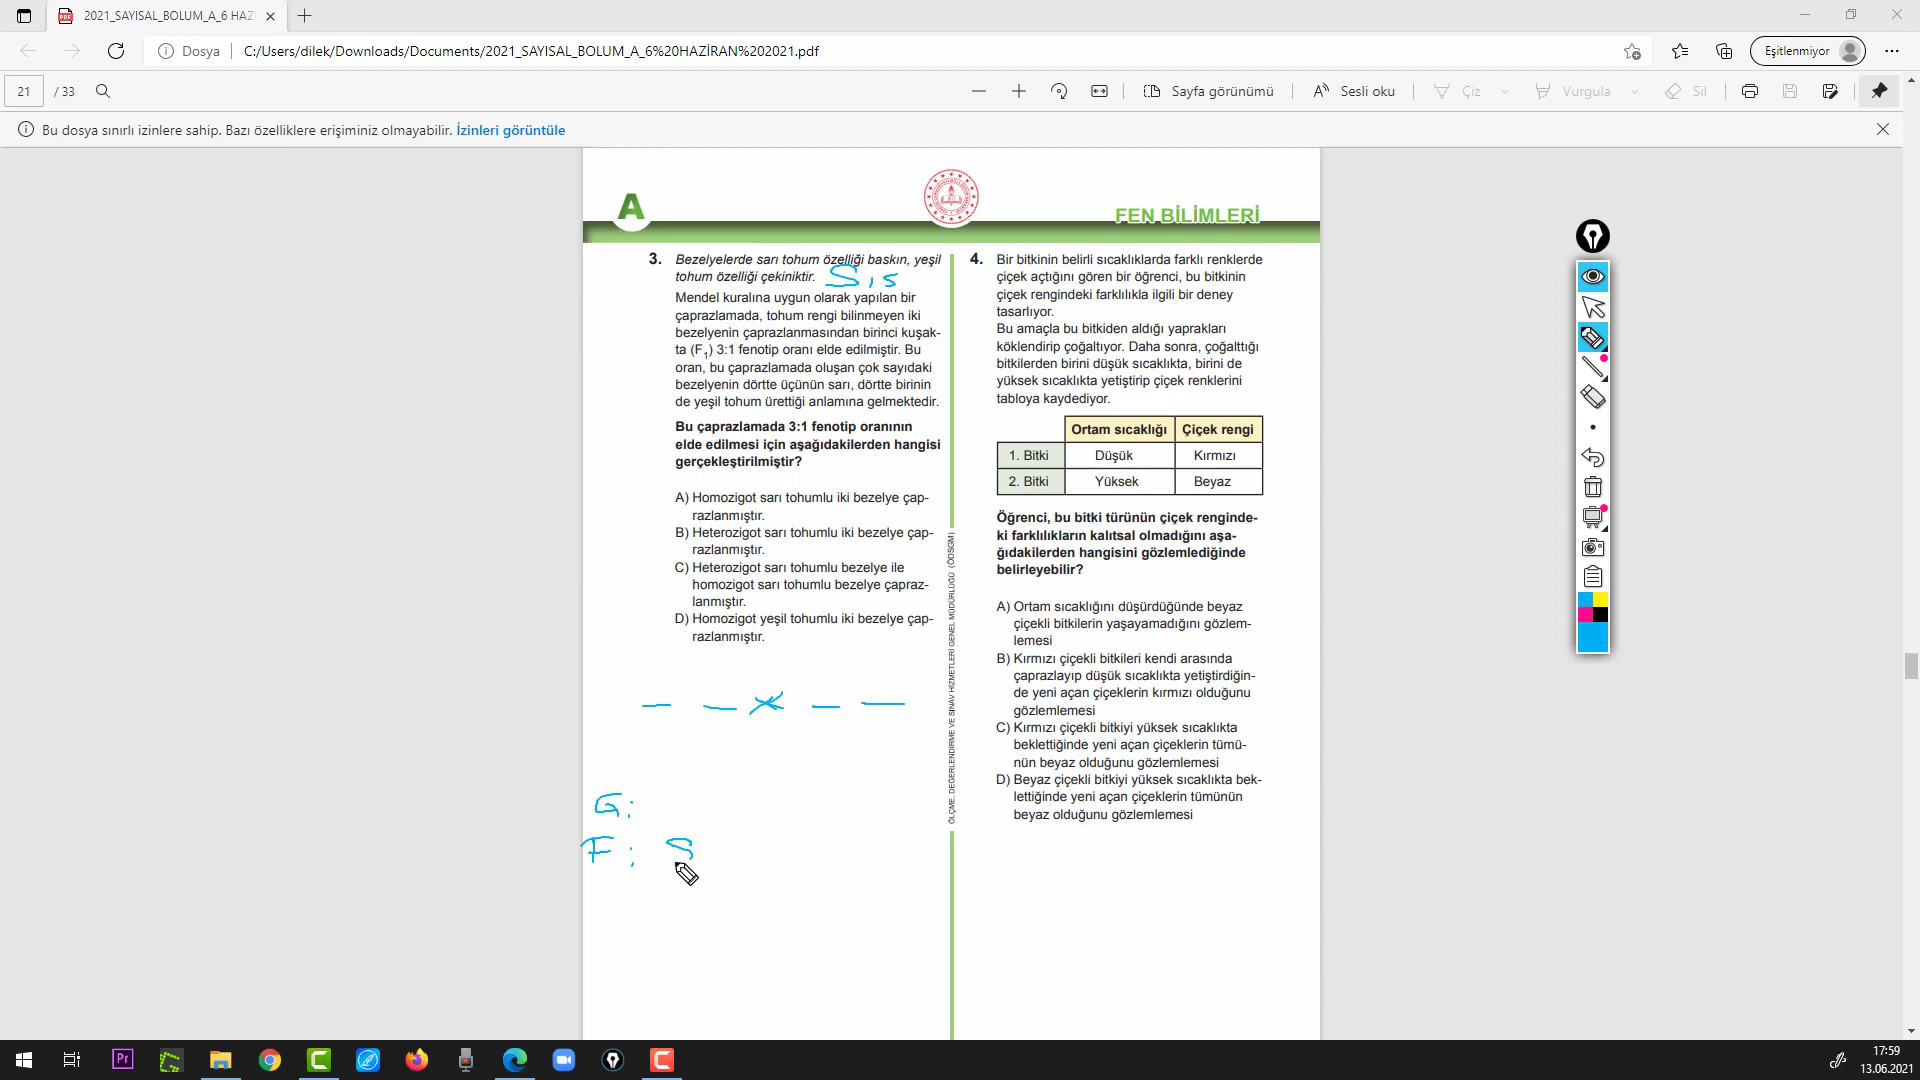 2021_SAYISAL_BOLUM_A_6 HAZİ
Dosya
C:/Users/dilek/Downloads/Documents/2021_SAYISAL_BOLUM_A_6%20HAZİRAN%202021.pdf
Eşitlenmiyor
21
/ 33
Sayfa görünümü
Sesli oku
Çiz
Vurgula
Sil
Bu dosya sınırlı izinlere sahip. Bazı özelliklere erişiminiz olmayabilir. İzinleri görüntüle
A
FEN BİLİMLERİ
3. Bezelyelerde sarı tohum özelliği baskın, yeşil
tohum özelliği çekiniktir. S, s
Mendel kuralına uygun olarak yapılan bir
çaprazlamada, tohum rengi bilinmeyen iki
bezelyenin çaprazlanmasından birinci kuşak-
ta (F1) 3:1 fenotip oranı elde edilmiştir. Bu
oran, bu çaprazlamada oluşan çok sayıdaki
bezelyenin dörtte üçünün sarı, dörtte birinin
de yeşil tohum ürettiği anlamına gelmektedir.
Bu çaprazlamada 3:1 fenotip oranının
elde edilmesi için aşağıdakilerden hangisi
gerçekleştirilmiştir?
A) Homozigot sarı tohumlu iki bezelye çap-
razlanmıştır.
B) Heterozigot sarı tohumlu iki bezelye çap-
razlanmıştır.
C) Heterozigot sarı tohumlu bezelye ile
homozigot sarı tohumlu bezelye çapraz-
lanmıştır.
D) Homozigot yeşil tohumlu iki bezelye çap-
razlanmıştır.
_ _ x _ _
G:
F: S
ÖLÇME, DEĞERLENDİRME VE SINAV HİZMETLERİ GENEL MÜDÜRLÜĞÜ (ÖDSGM)
4. Bir bitkinin belirli sıcaklıklarda farklı renklerde
çiçek açtığını gören bir öğrenci, bu bitkinin
çiçek rengindeki farklılıkla ilgili bir deney
tasarlıyor.
Bu amaçla bu bitkiden aldığı yaprakları
köklendirip çoğaltıyor. Daha sonra, çoğalttığı
bitkilerden birini düşük sıcaklıkta, birini de
yüksek sıcaklıkta yetiştirip çiçek renklerini
tabloya kaydediyor.
Ortam sıcaklığı Çiçek rengi
1. Bitki Düşük Kırmızı
2. Bitki Yüksek Beyaz
Öğrenci, bu bitki türünün çiçek renginde-
ki farklılıkların kalıtsal olmadığını aşa-
ğıdakilerden hangisini gözlemlediğinde
belirleyebilir?
A) Ortam sıcaklığını düşürdüğünde beyaz
çiçekli bitkilerin yaşayamadığını gözlem-
lemesi
B) Kırmızı çiçekli bitkileri kendi arasında
çaprazlayıp düşük sıcaklıkta yetiştirdiğin-
de yeni açan çiçeklerin kırmızı olduğunu
gözlemlemesi
C) Kırmızı çiçekli bitkiyi yüksek sıcaklıkta
beklettiğinde yeni açan çiçeklerin tümü-
nün beyaz olduğunu gözlemlemesi
D) Beyaz çiçekli bitkiyi yüksek sıcaklıkta bek-
lettiğinde yeni açan çiçeklerin tümünün
beyaz olduğunu gözlemlemesi
Pr
17:59
13.06.2021